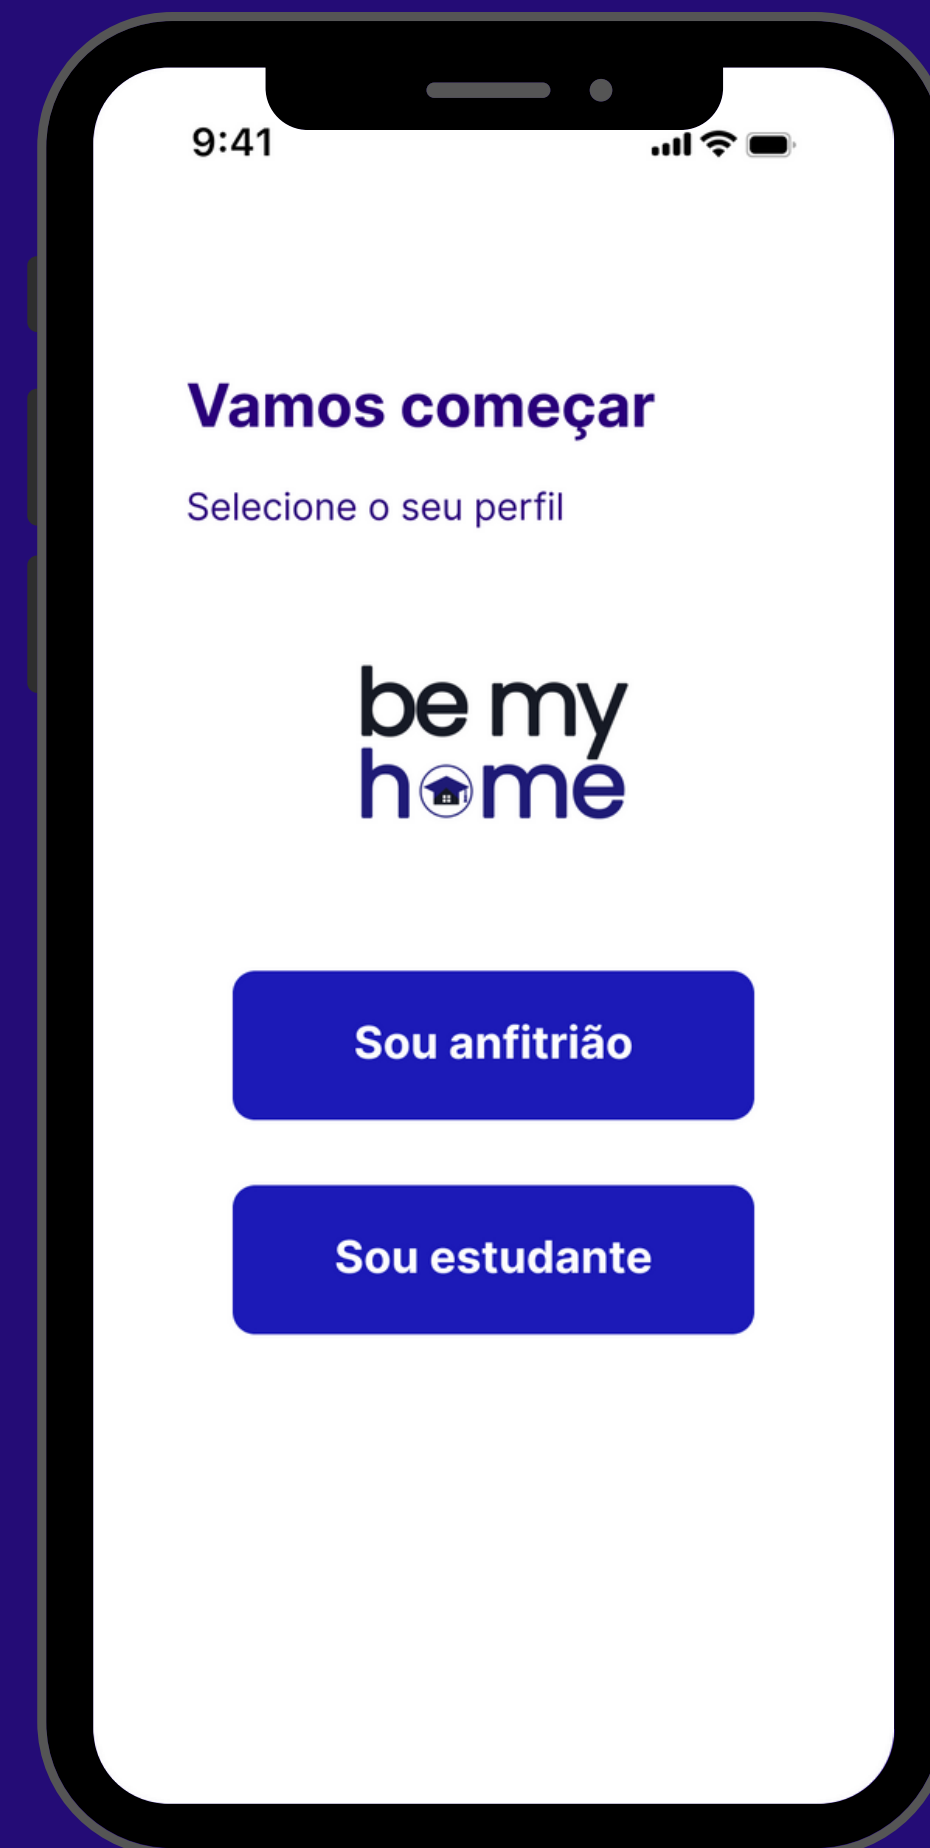 9:41
Vamos começar
Selecione o seu perfil
be my
home
Sou anfitrião
Sou estudante